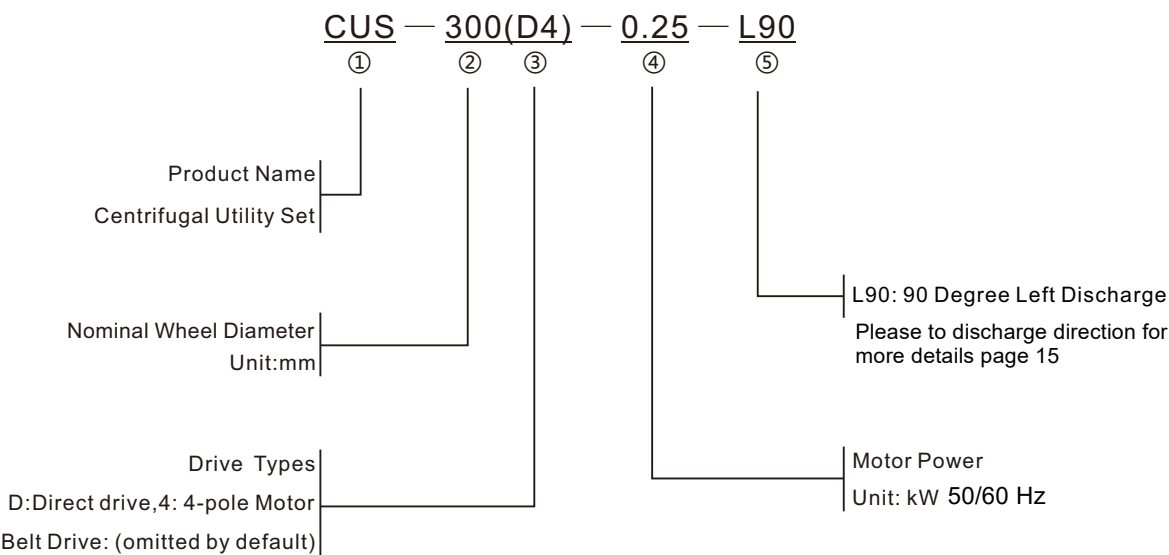 CUS — 300(D4) — 0.25 — L90
① ② ③ ④ ⑤
Product Name
Centrifugal Utility Set
L90: 90 Degree Left Discharge
Please to discharge direction for
more details page 15
Nominal Wheel Diameter
Unit:mm
Drive Types
D:Direct drive,4: 4-pole Motor
Belt Drive: (omitted by default)
Motor Power
Unit: kW 50/60 Hz